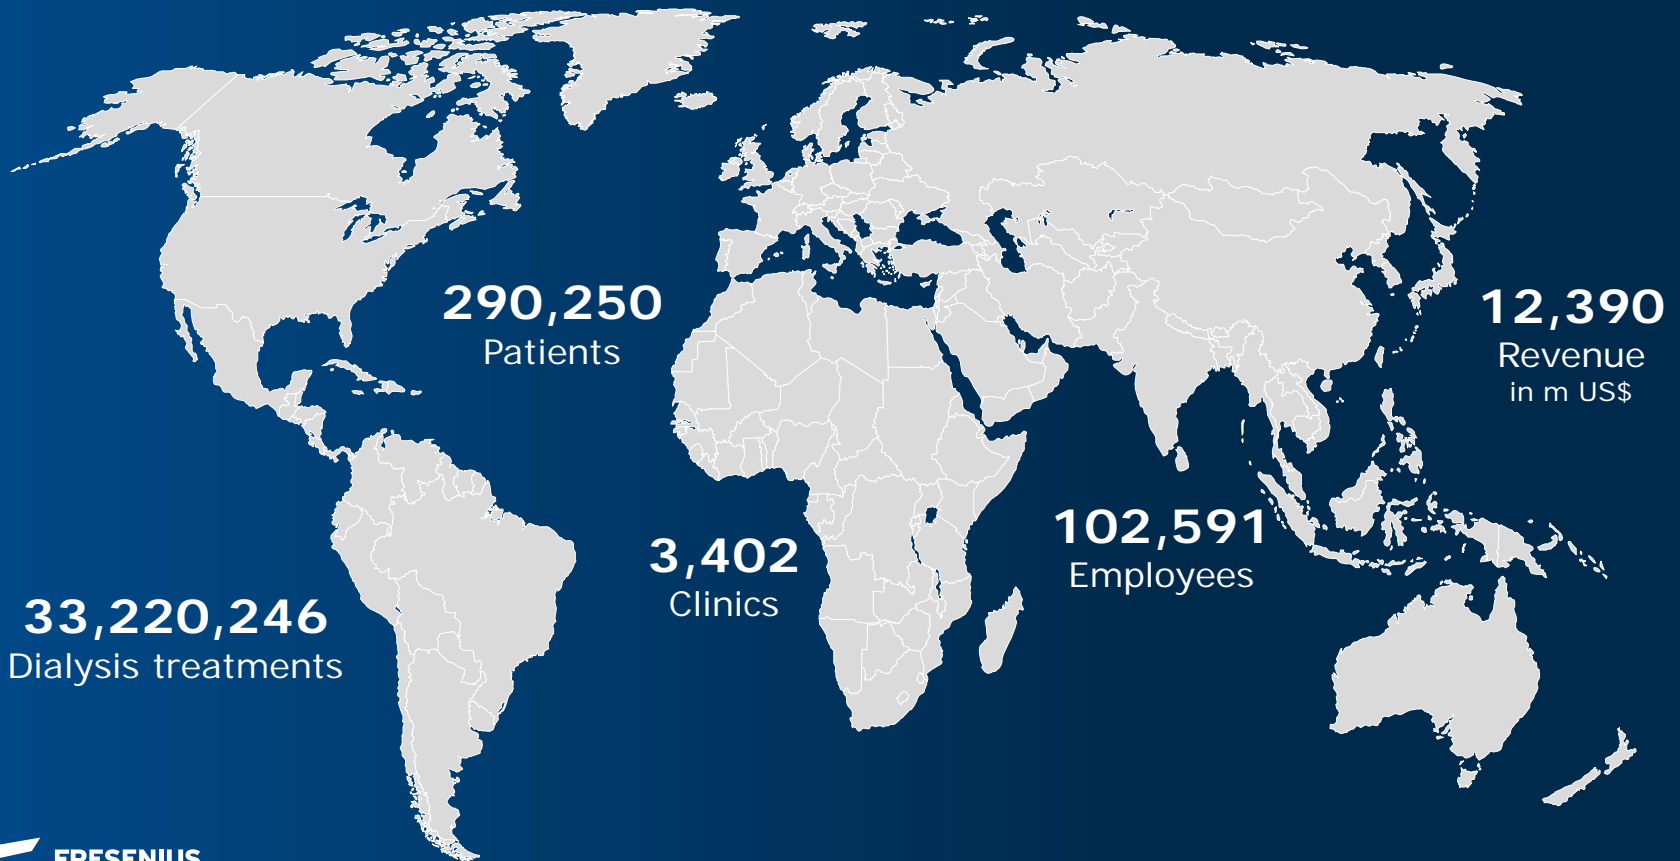 290,250
Patients
12,390
Revenue
in m US$
3,402
Clinics
102,591
Employees
33,220,246
Dialysis treatments
FRESENIUS